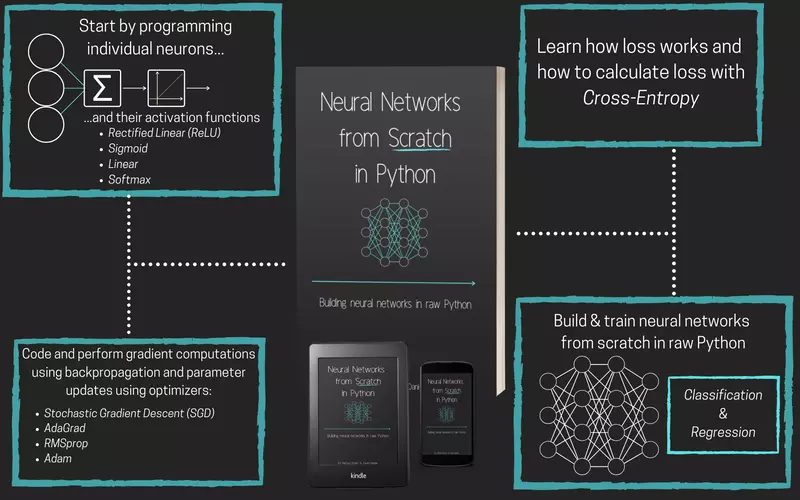 Start by programming
individual neurons...
Σ
...and their activation functions
Rectified Linear (ReLU)
Sigmoid
Linear
Softmax
Learn how loss works and
how to calculate loss with
Cross-Entropy
Neural Networks
from Scratch
in Python
Building neural networks in raw Python
Code and perform gradient computations
using backpropagation and parameter
updates using optimizers:
Stochastic Gradient Descent (SGD)
AdaGrad
RMSprop
Adam
Neural Networks
from Scratch
in Python
Building neural networks in raw Python
kindle
Neural Networks
from Scratch
in Python
Build & train neural networks
from scratch in raw Python
Classification
&
Regression